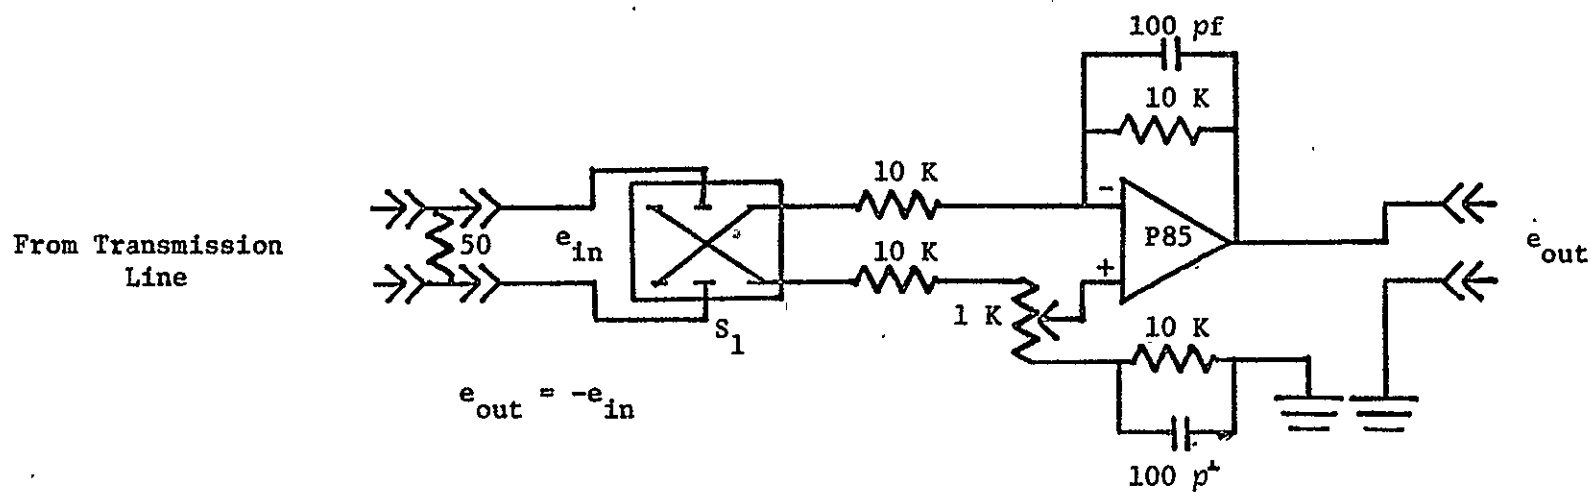 100 pf
10 K
10 K
-
P85
From Transmission
Line
50
e_in
10 K
+
e_out
1 K
S_1
10 K
e_out = -e_in
100